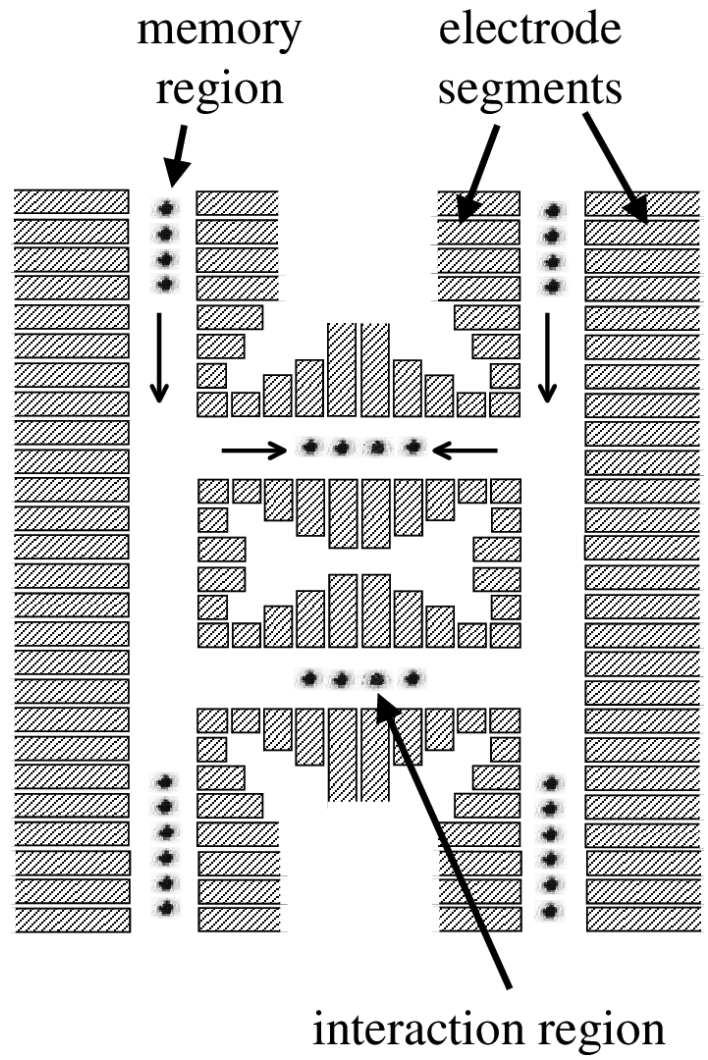 memory
region
electrode
segments
interaction region